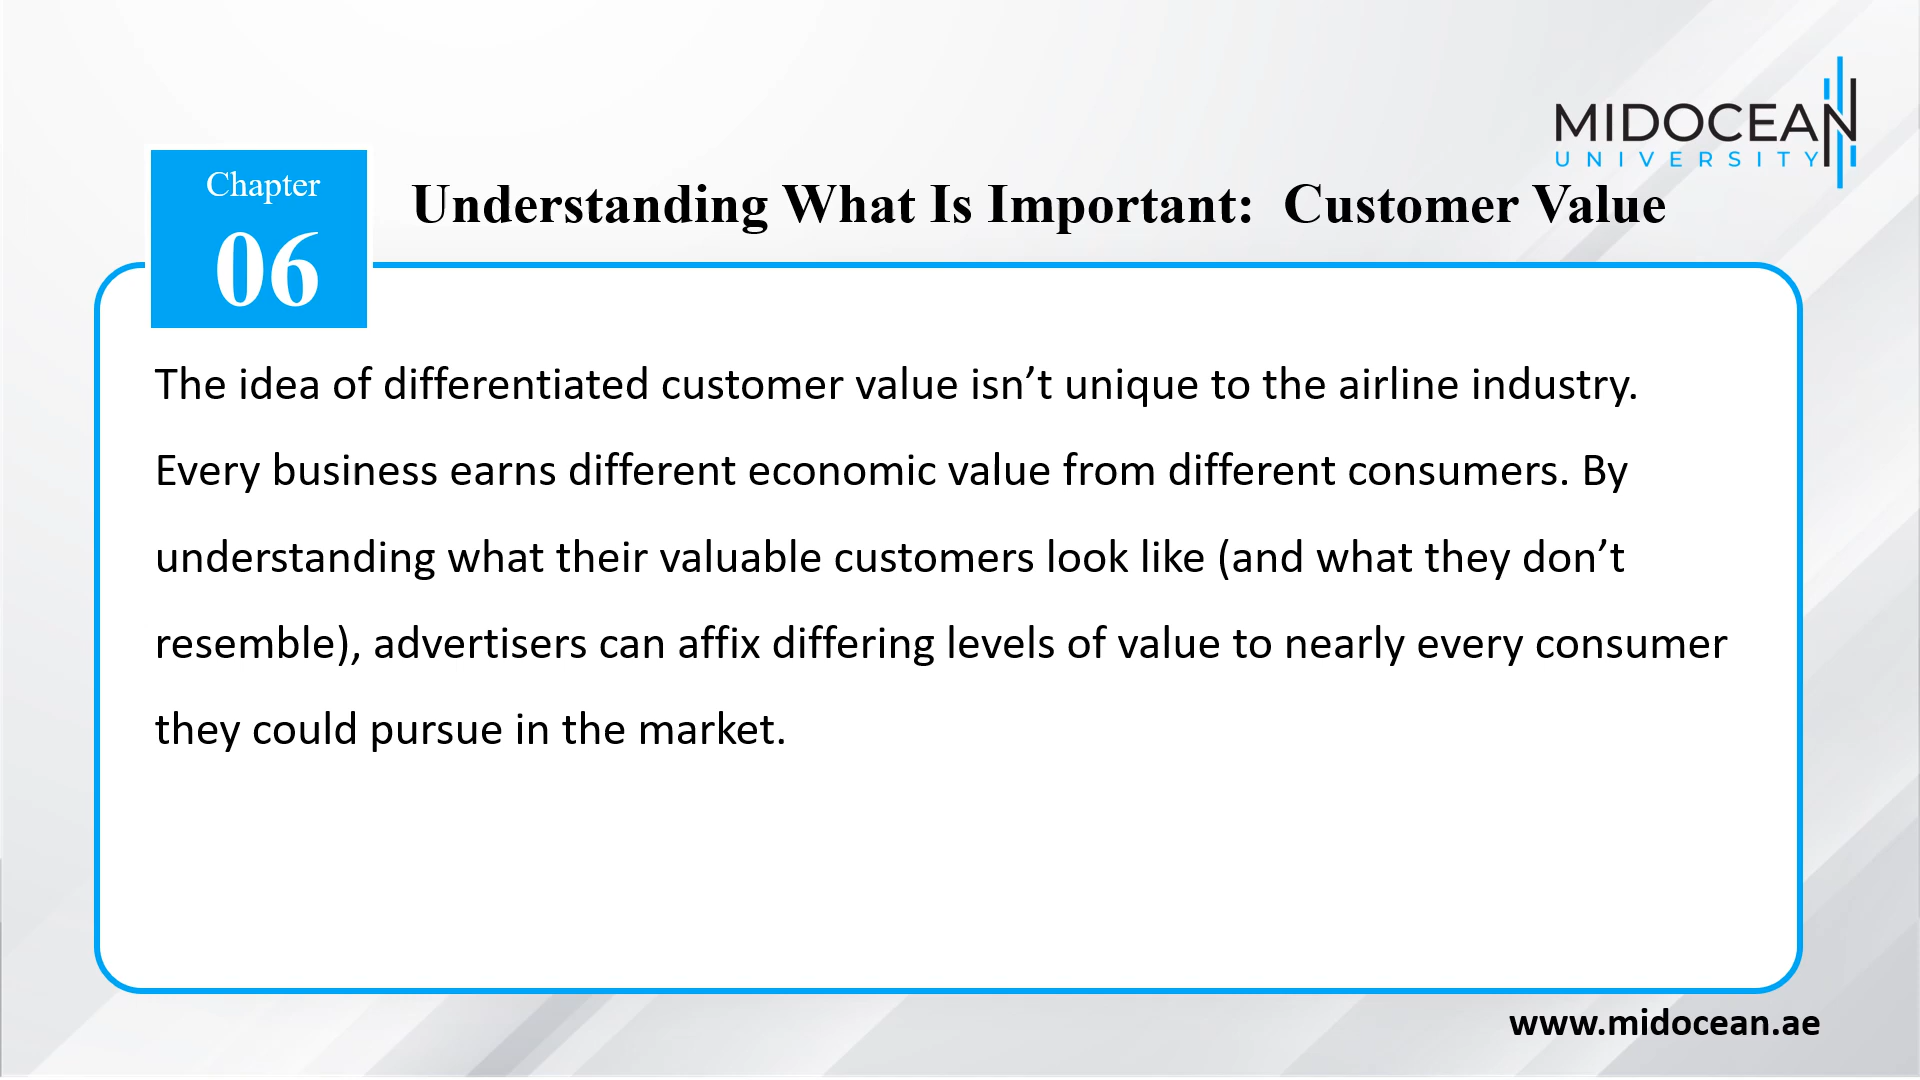 MIDOCEAN
UNIVERSITY
Chapter
06
Understanding What Is Important:  Customer Value
The idea of differentiated customer value isn’t unique to the airline industry.
Every business earns different economic value from different consumers. By
understanding what their valuable customers look like (and what they don’t
resemble), advertisers can affix differing levels of value to nearly every consumer
they could pursue in the market.
www.midocean.ae